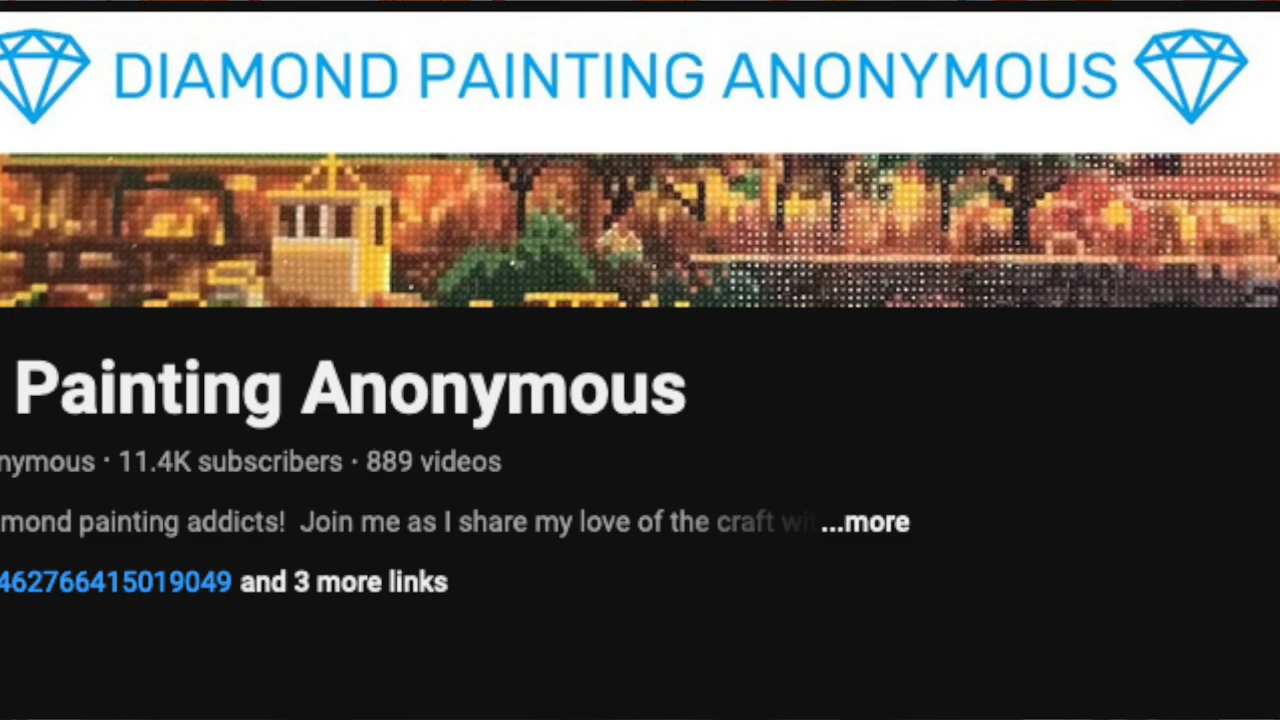 DIAMOND PAINTING ANONYMOUS
Painting Anonymous
nymous · 11.4K subscribers · 889 videos
mond painting addicts! Join me as I share my love of the craft ...more
462766415019049 and 3 more links